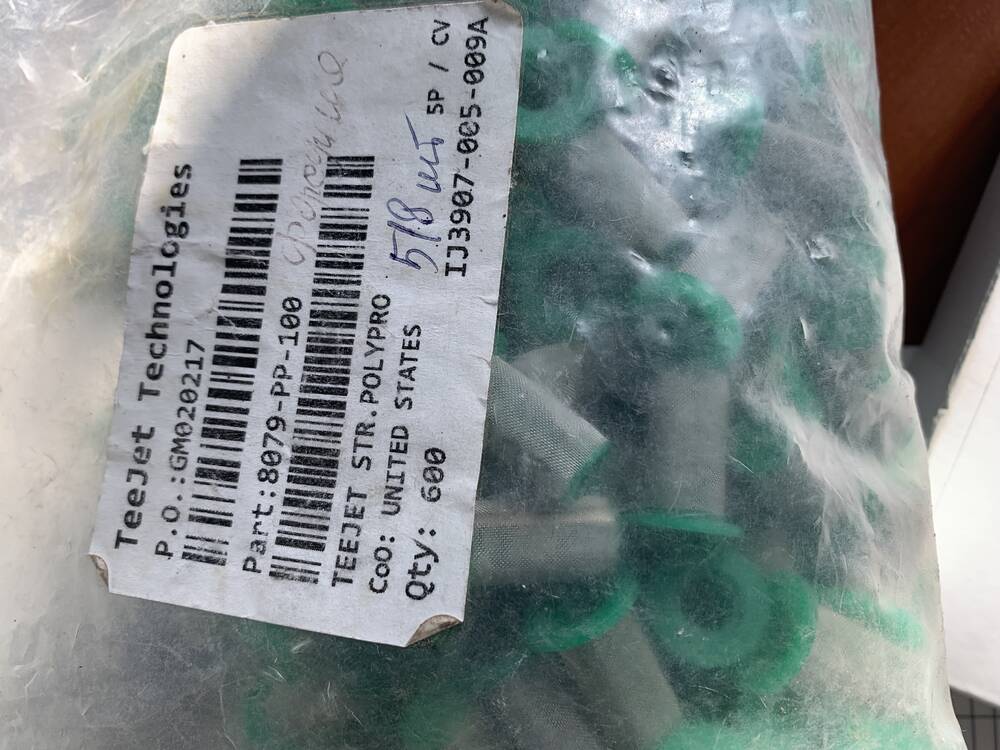 TeeJet Technologies
P.O.:GM020217
Part:8079-PP-100
TEEJET STR.POLYPRO
COO: UNITED STATES
Qty: 600
518 шт
SP / CV
IJ3907-005-009A